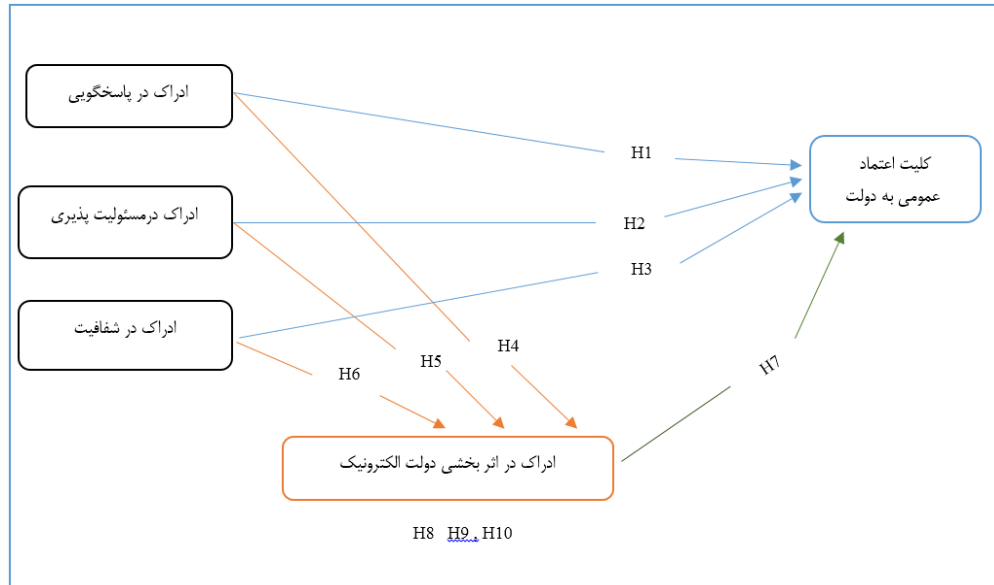 ادراک در پاسخگویی
ادراک درمسئولیت پذیری
ادراک در شفافیت
H1
H2
H3
H4
H5
H6
H7
کلیت اعتماد
عمومی به دولت
ادراک در اثر بخشی دولت الکترونیک
H8 H9 , H10